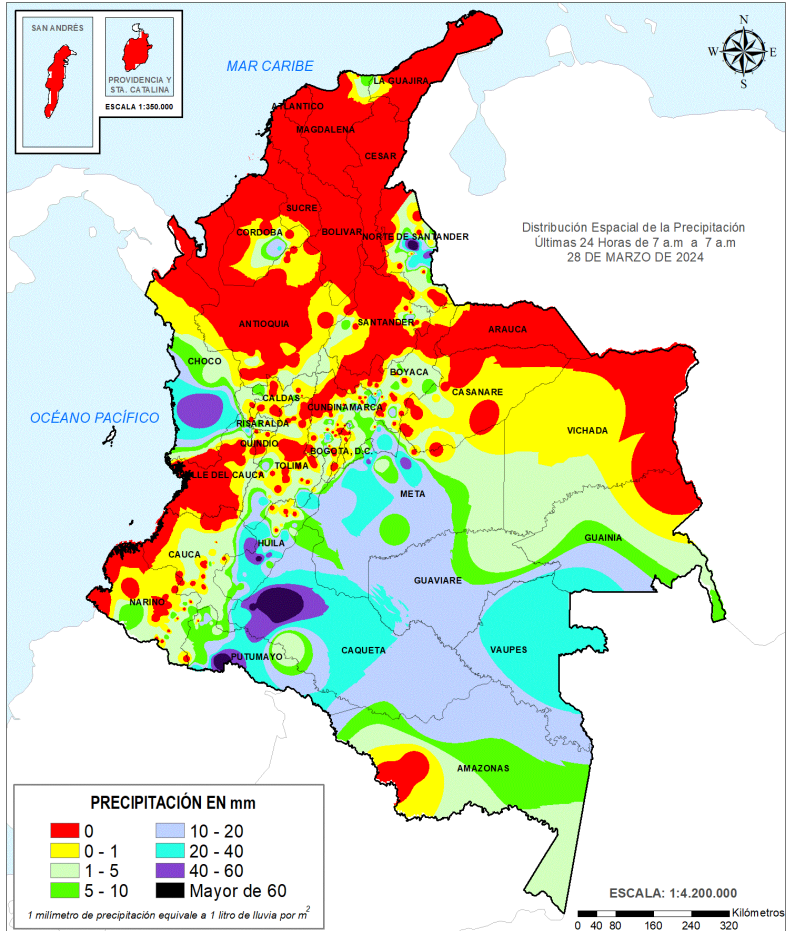 SAN ANDRÉS
PROVIDENCIA Y
STA. CATALINA
ESCALA 1:350.000
MAR CARIBE
N
W
E
S
LA GUAJIRA
ATLANTICO
MAGDALENA
CESAR
SUCRE
CORDOBA
BOLIVAR
NORTE DE SANTANDER
Distribución Espacial de la Precipitación
Últimas 24 Horas de 7 a.m a 7 a.m
28 DE MARZO DE 2024
ANTIOQUIA
SANTANDER
ARAUCA
CHOCO
BOYACA
CASANARE
CALDAS
CUNDINAMARCA
OCÉANO PACÍFICO
RISARALDA
VICHADA
QUINDIO
BOGOTA, D.C.
TOLIMA
LLE DEL CAUCA
META
HUILA
GUAINIA
CAUCA
GUAVIARE
NARIÑO
CAQUETA
VAUPES
PUTUMAYO
AMAZONAS
PRECIPITACIÓN EN mm
0
10 - 20
0 - 1
20 - 40
1 - 5
40 - 60
5 - 10
Mayor de 60
1 milímetro de precipitación equivale a 1 litro de lluvia por m2
ESCALA: 1:4.200.000
Kilómetros
0 40 80 160 240 320